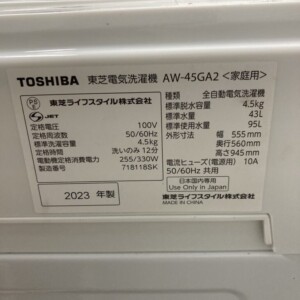 TOSHIBA 東芝電気洗濯機 AW-45GA2 <家庭用>
PS
E
JET
東芝ライフスタイル株式会社
定格電圧 100V
定格周波数 50/60Hz
標準洗濯容量 4.5kg
定格時間 洗いのみ 12分
電動機定格消費電力 255/330W
製造番号 718118SK
2023 年製
種類 全自動電気洗濯機
標準脱水容量 4.5kg
標準水量 43L
標準使用水量 95L
外形寸法 幅 555mm
奥行560mm
高さ945mm
電流ヒューズ(電源用) 10A
50/60Hz 共用
日本国内専用
Use Only in Japan
東芝ライフスタイル株式会社
MADE IN CHINA